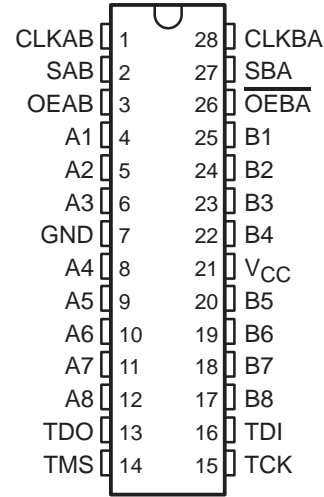 CLKAB 1 28 CLKBA
SAB 2 27 SBA
OEAB 3 26 OEBA
A1 4 25 B1
A2 5 24 B2
A3 6 23 B3
GND 7 22 B4
A4 8 21 VCC
A5 9 20 B5
A6 10 19 B6
A7 11 18 B7
A8 12 17 B8
TDO 13 16 TDI
TMS 14 15 TCK